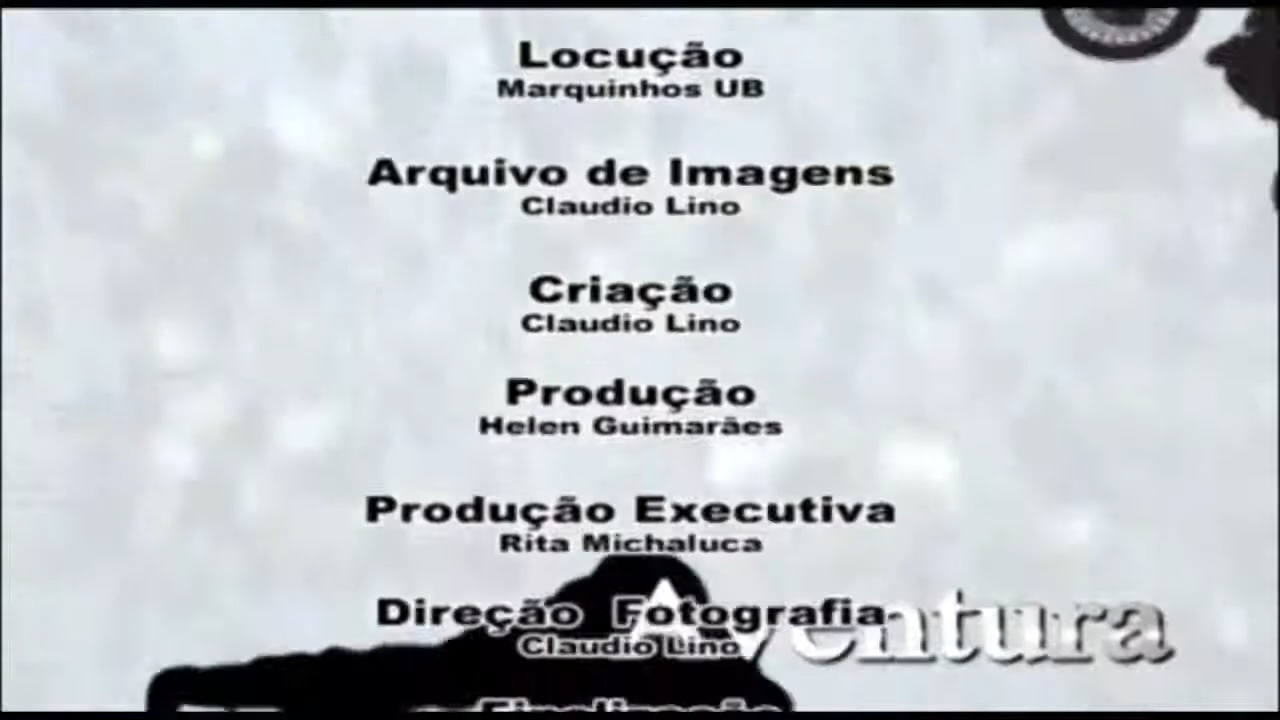 Locução
Marquinhos UB
Arquivo de Imagens
Claudio Lino
Criação
Claudio Lino
Produção
Helen Guimarães
Produção Executiva
Rita Michaluca
Direção Fotografia
Claudio Lino
Aventura
Finalização